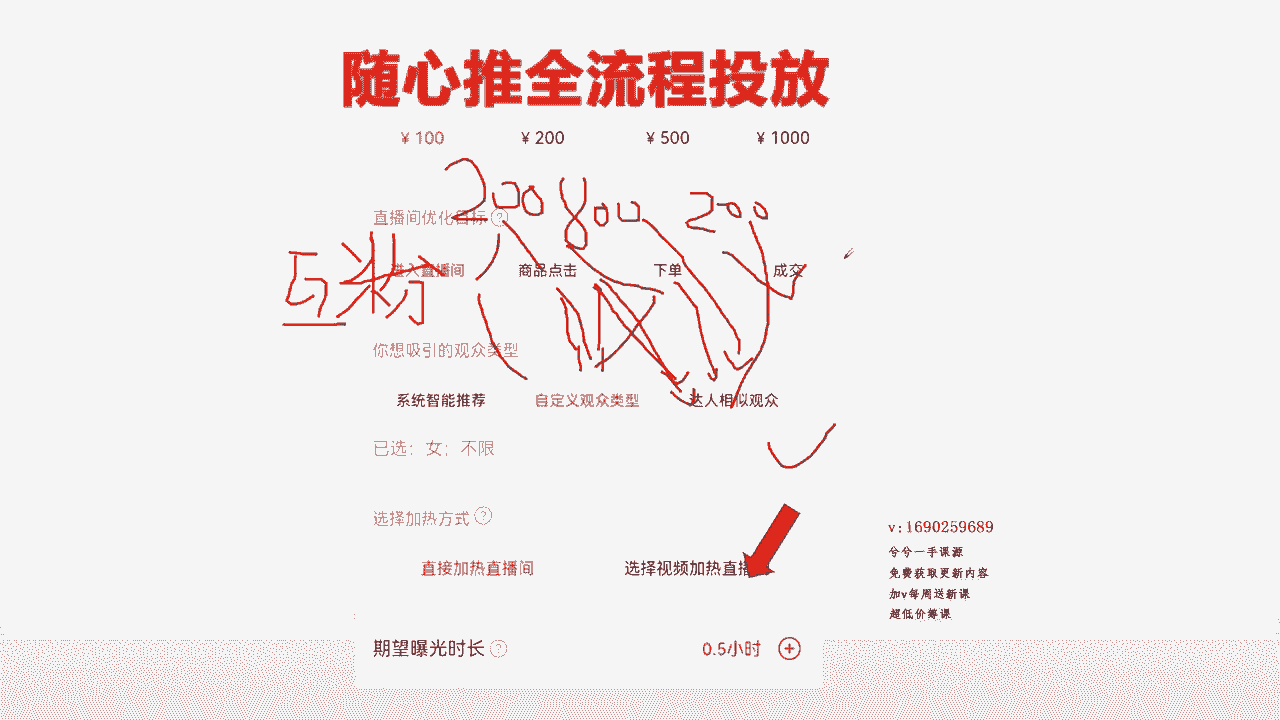 随心推全流程投放
¥ 100 ¥ 200 ¥ 500 ¥ 1000
200 800 200
直播间优化目标 ?
进入直播间 商品点击 下单 成交
互粉
你想吸引的观众类型
系统智能推荐 自定义观众类型 达人相似观众
已选：女；不限
选择加热方式 ?
直接加热直播间 选择视频加热直播
v:1690259689
兮兮一手课源
免费获取更新内容
加v每周送新课
超低价筹课
期望曝光时长 ? 0.5小时 +